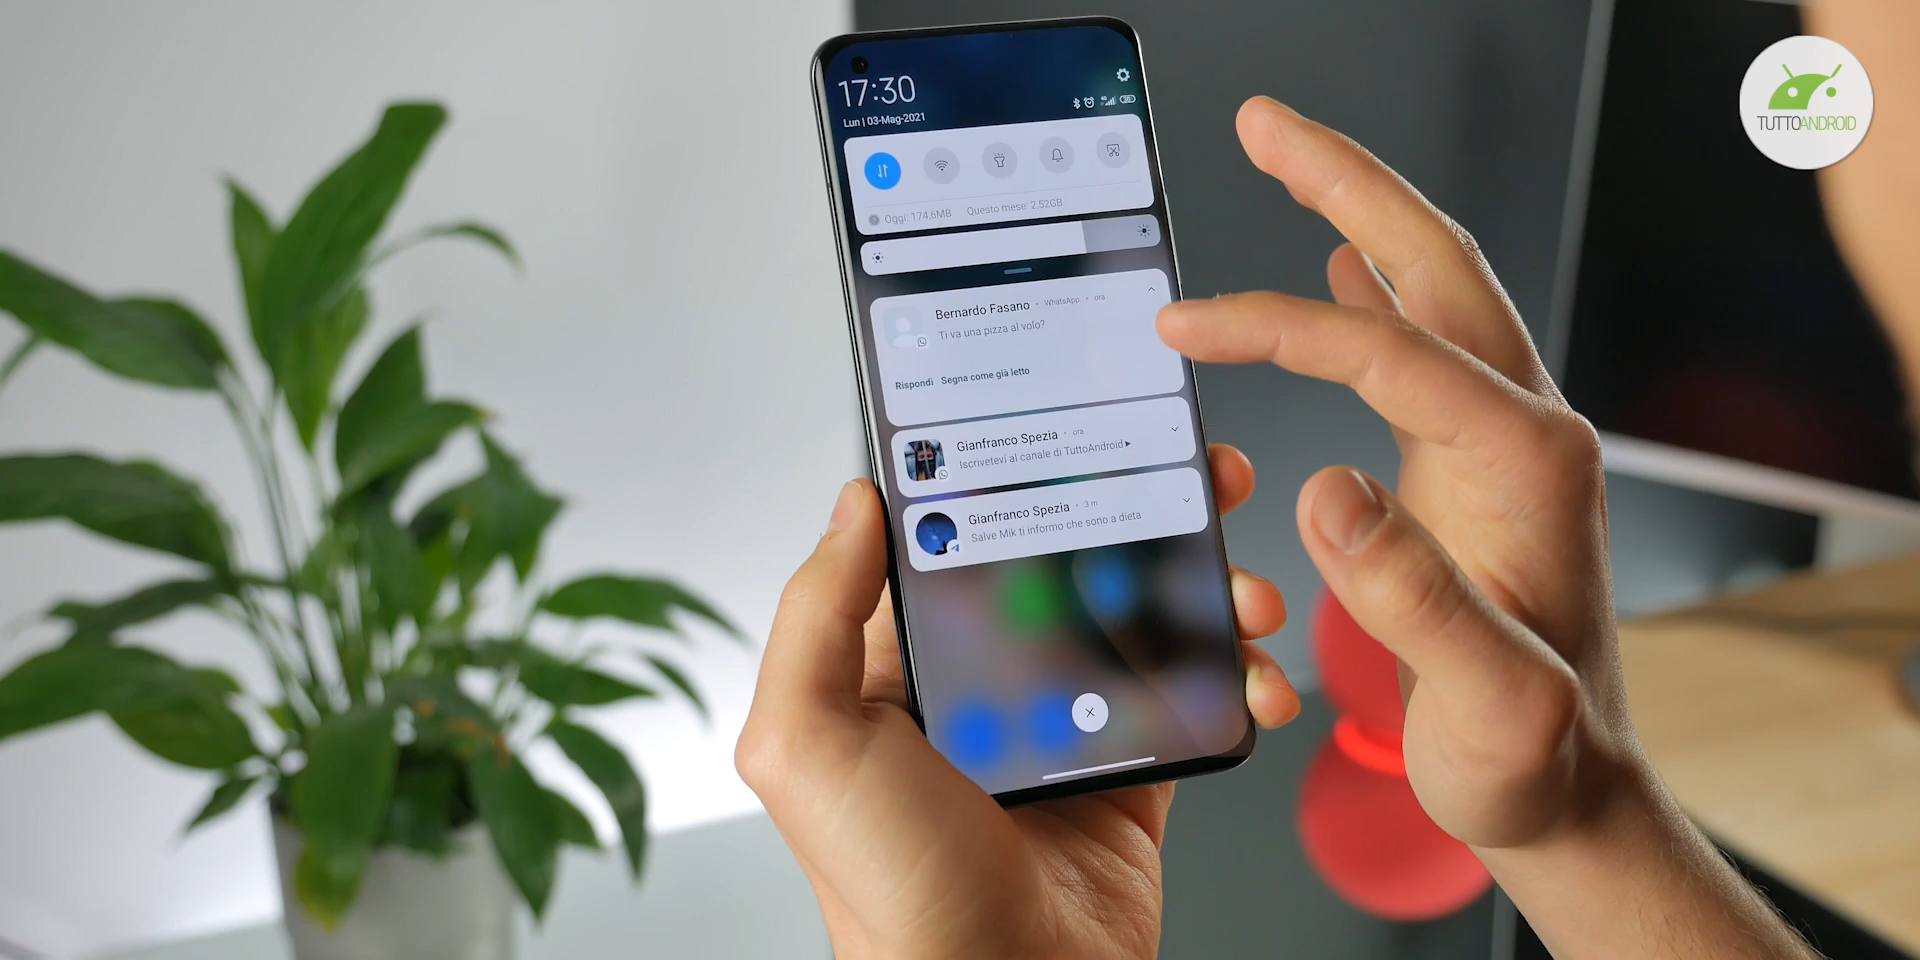 TUTTOANDROID
17:30
Lun | 03-Mag-2021
Oggi: 174,6MB Questo mese: 2,52GB
Bernardo Fasano • WhatsApp • ora
Ti va una pizza al volo?
Rispondi Segna come già letto
Gianfranco Spezia • ora
Iscrivetevi al canale di TuttoAndroid
Gianfranco Spezia • 3 m
Salve Mik ti informo che sono a dieta